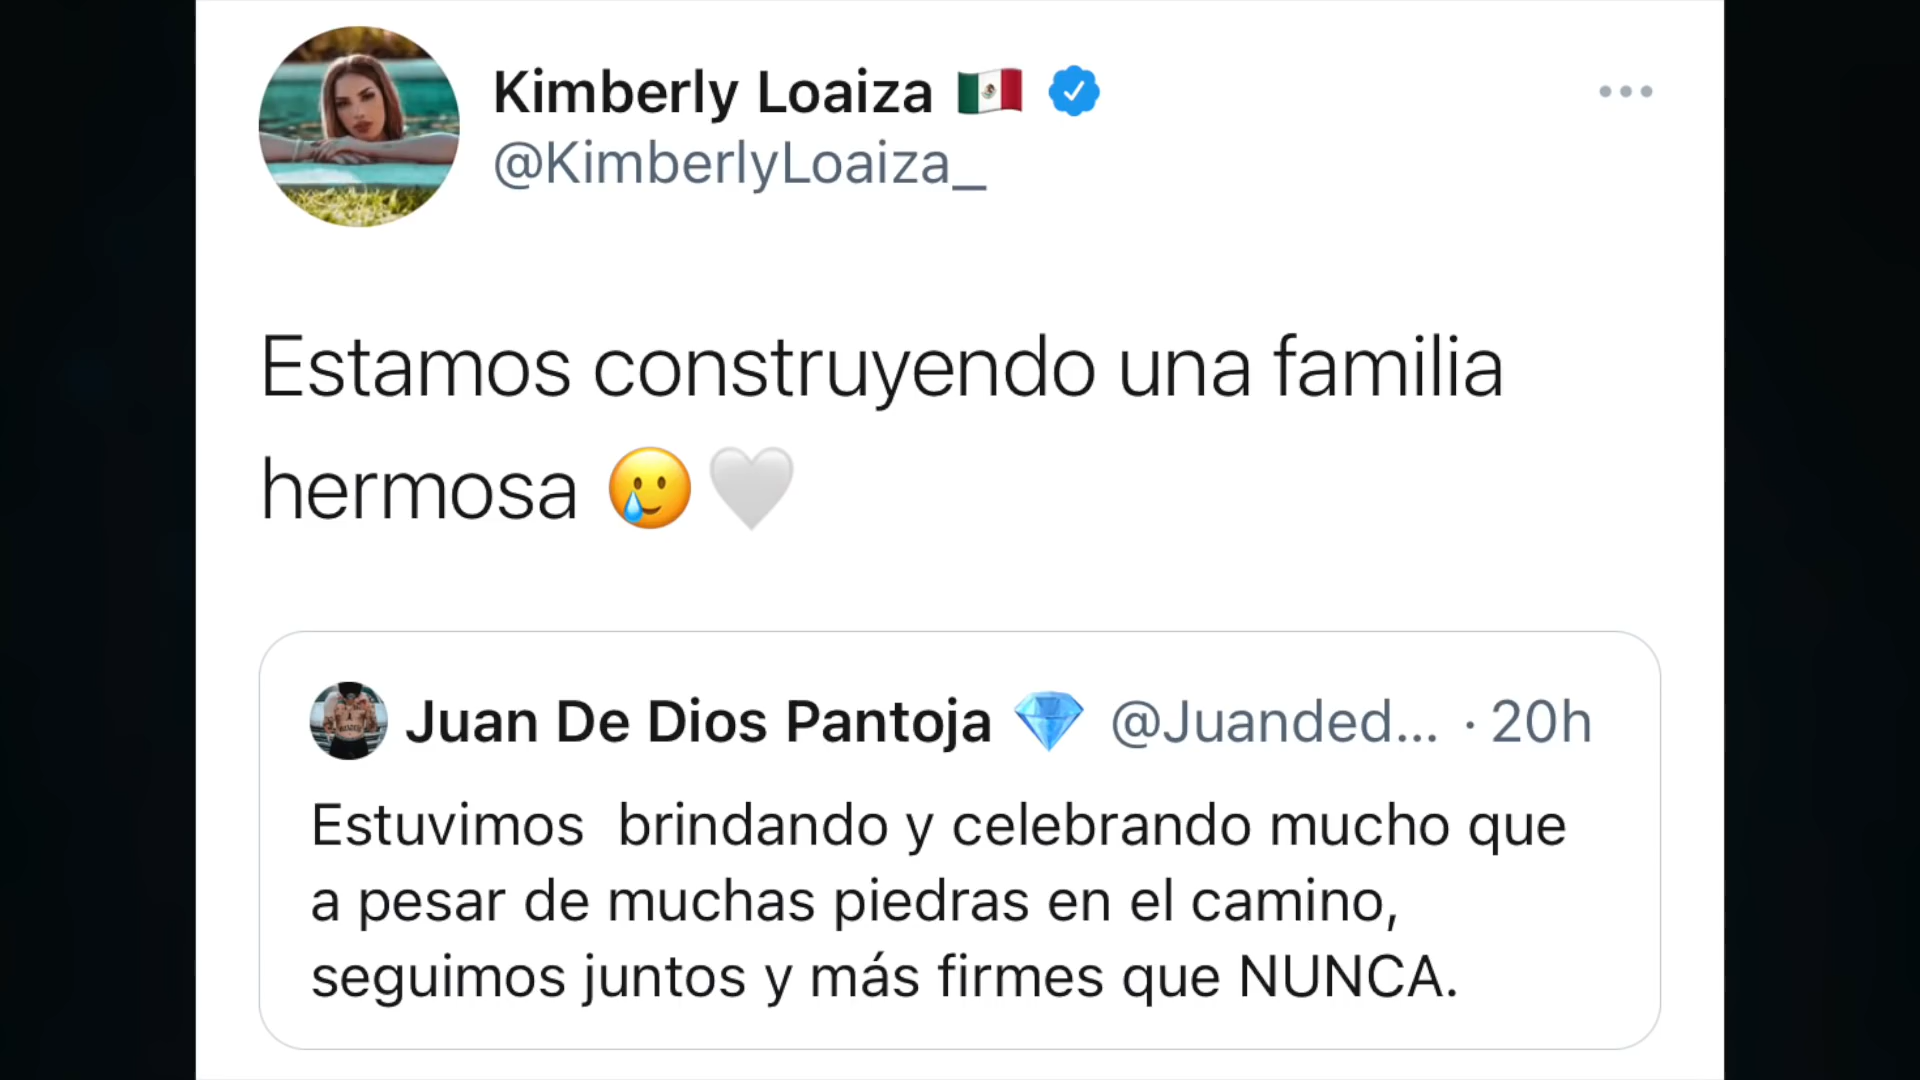 Kimberly Loaiza 🇲🇽
@KimberlyLoaiza_
Estamos construyendo una familia
hermosa 🥲🤍
Juan De Dios Pantoja 💎 @Juanded... · 20h
Estuvimos  brindando y celebrando mucho que
a pesar de muchas piedras en el camino,
seguimos juntos y más firmes que NUNCA.